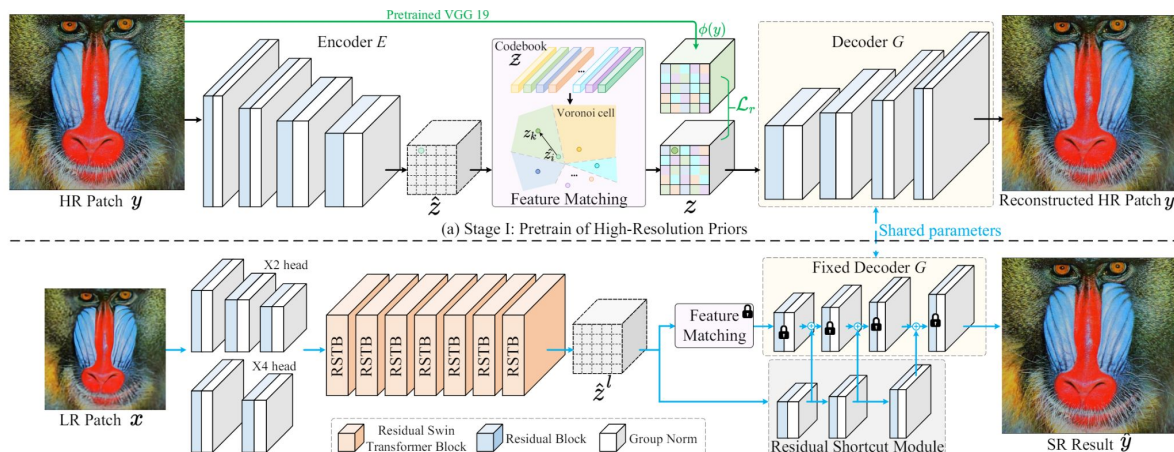 Pretrained VGG 19
Encoder E
Codebook
𝒵
...
Voronoi cell
z_k
ẑ_i
...
Feature Matching
ϕ(y)
ℒ_r
Decoder G
HR Patch y
ẑ
z
Reconstructed HR Patch y
(a) Stage I: Pretrain of High-Resolution Priors
Shared parameters
X2 head
X4 head
LR Patch x
RSTB
RSTB
RSTB
RSTB
RSTB
RSTB
RSTB
ẑ^l
Feature
Matching
Fixed Decoder G
Residual Shortcut Module
SR Result ŷ
Residual Swin
Transformer Block
Residual Block
Group Norm